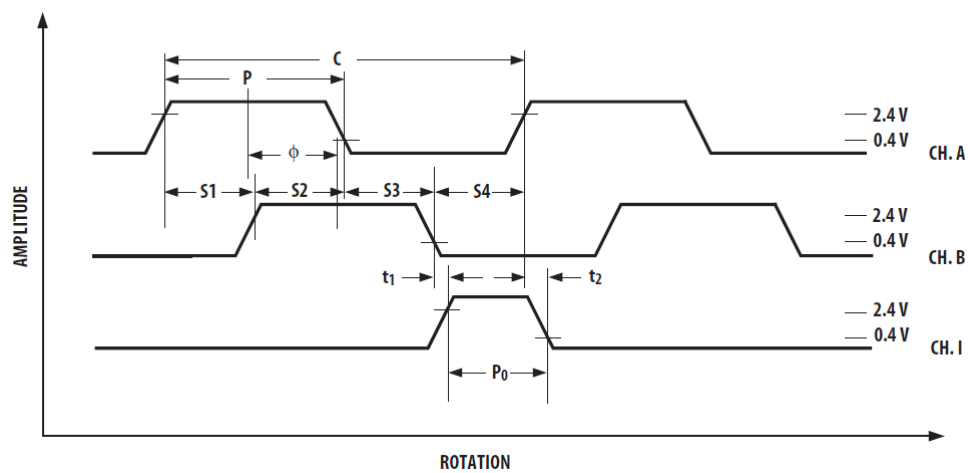 C
P
2.4 V
0.4 V
CH. A
ϕ
S1 S2 S3 S4
2.4 V
0.4 V
CH. B
t1 t2
2.4 V
0.4 V
CH. I
P0
AMPLITUDE
ROTATION